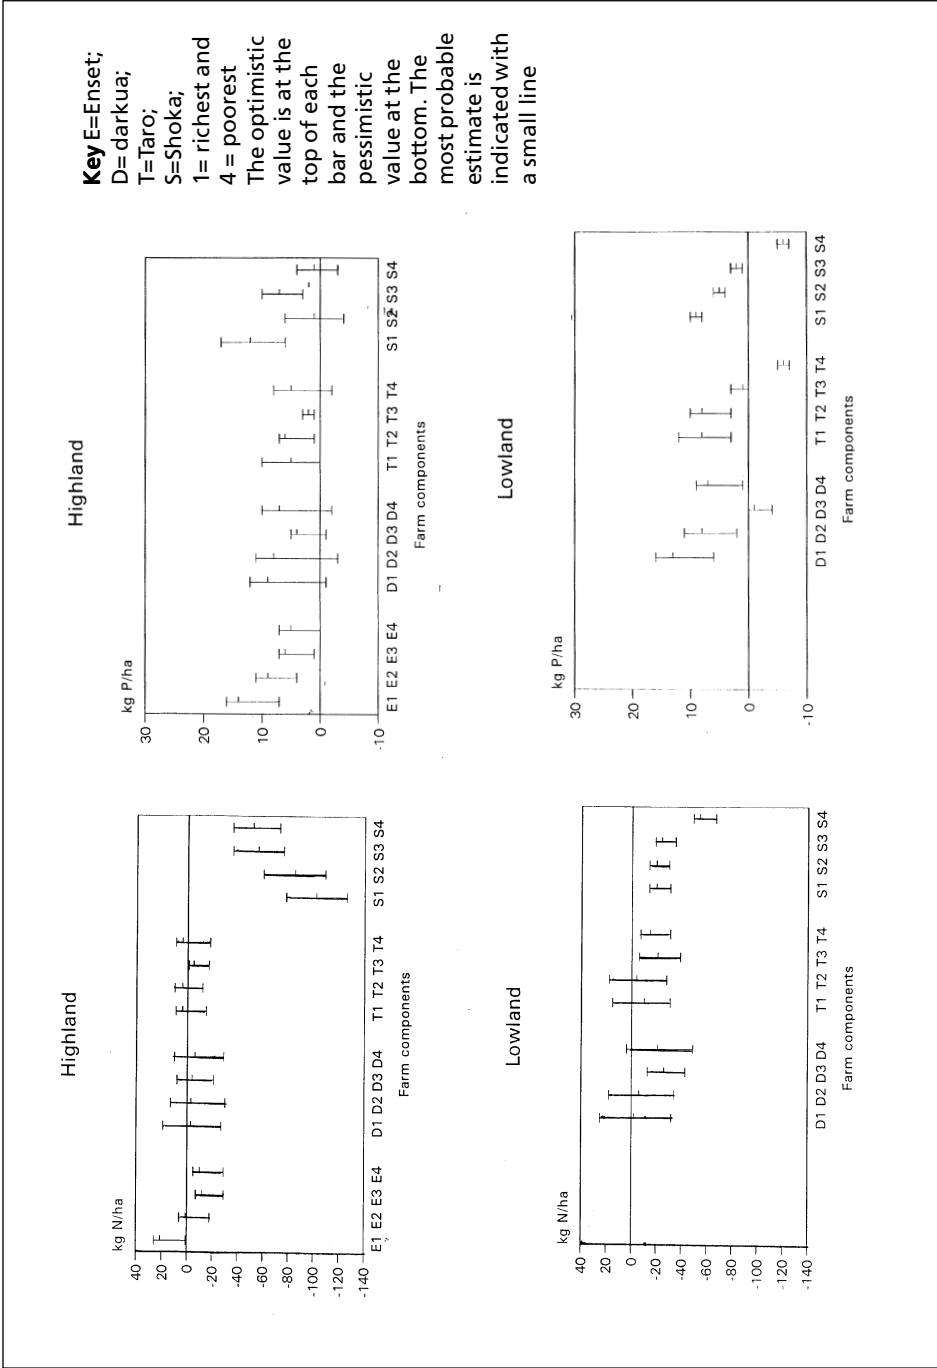 Highland
kg N/ha
40
20
0
-20
-40
-60
-80
-100
-120
-140
E1 E2 E3 E4 D1 D2 D3 D4 T1 T2 T3 T4 S1 S2 S3 S4
Farm components
Highland
kg P/ha
30
20
10
0
-10
E1 E2 E3 E4 D1 D2 D3 D4 T1 T2 T3 T4 S1 S2 S3 S4
Farm components
Lowland
kg N/ha
40
20
0
-20
-40
-60
-80
-100
-120
-140
D1 D2 D3 D4 T1 T2 T3 T4 S1 S2 S3 S4
Farm components
Lowland
kg P/ha
30
20
10
0
-10
D1 D2 D3 D4 T1 T2 T3 T4 S1 S2 S3 S4
Farm components
Key E=Enset;
D= darkua;
T=Taro;
S=Shoka;
1= richest and
4 = poorest
The optimistic
value is at the
top of each
bar and the
pessimistic
value at the
bottom. The
most probable
estimate is
indicated with
a small line